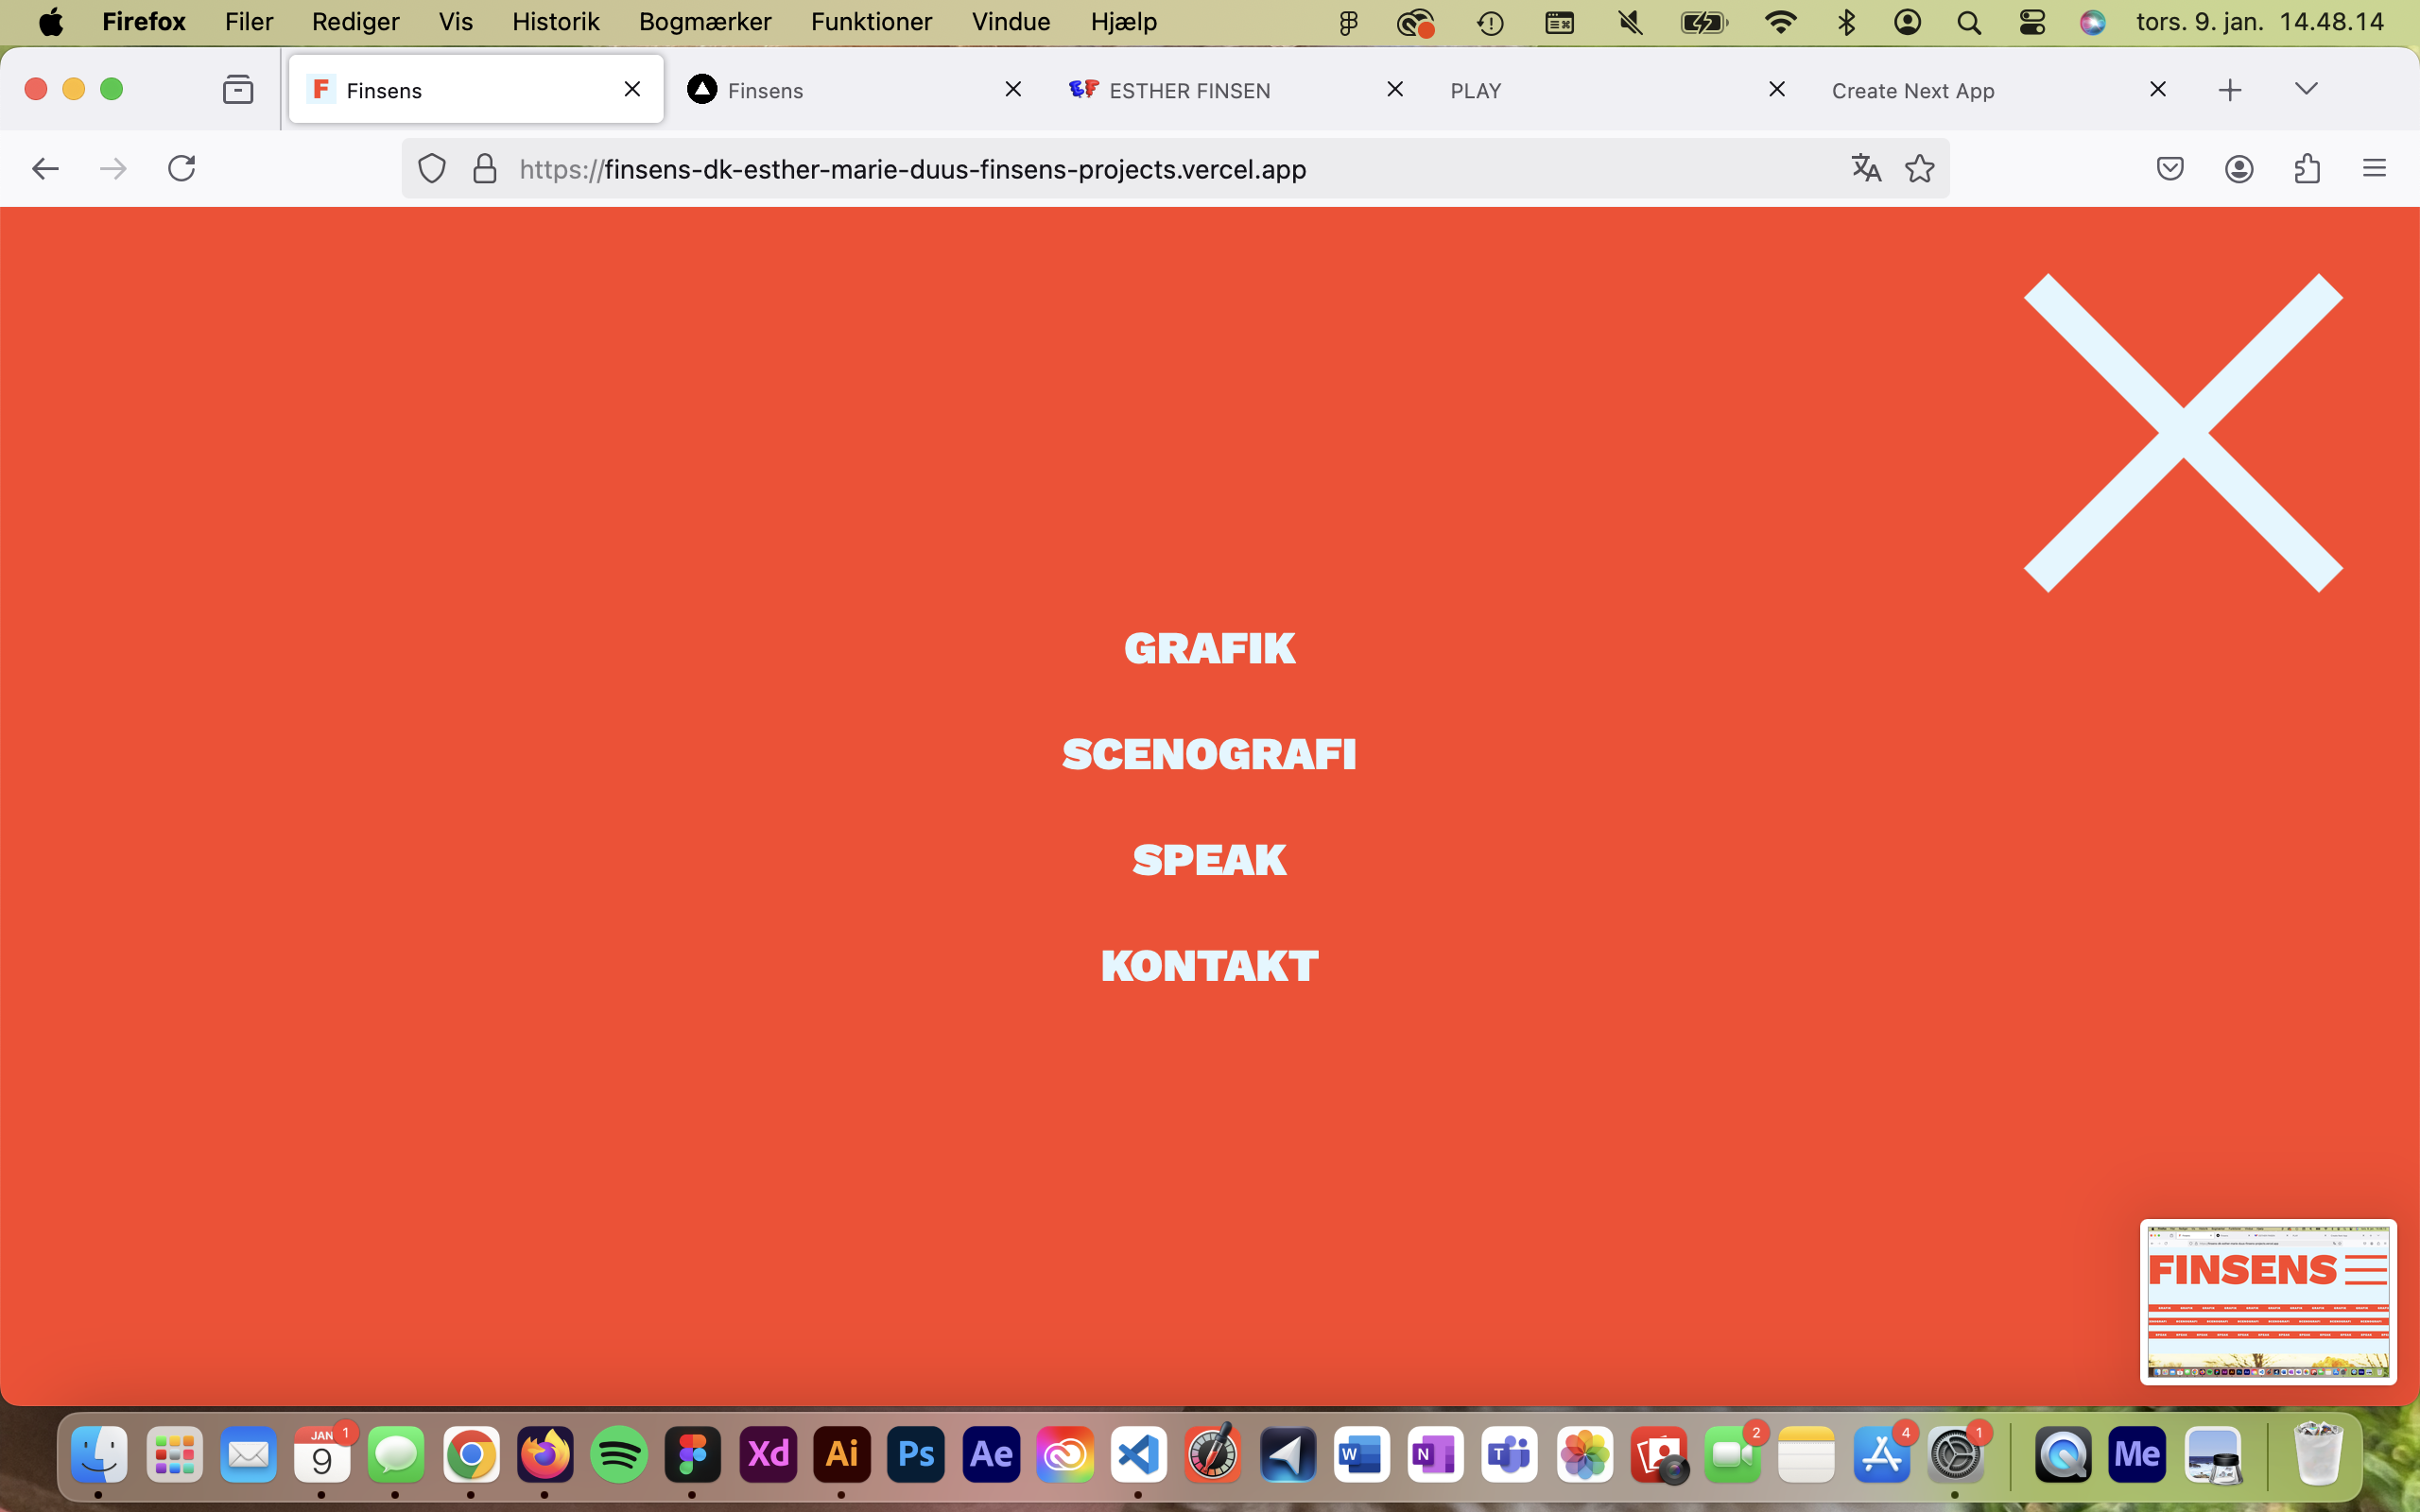 Firefox Filer Rediger Vis Historik Bogmærker Funktioner Vindue Hjælp tors. 9. jan. 14.48.14
F Finsens Finsens EF ESTHER FINSEN PLAY Create Next App
https://finsens-dk-esther-marie-duus-finsens-projects.vercel.app
GRAFIK
SCENOGRAFI
SPEAK
KONTAKT
FINSENS
JAN 1 9 Xd Ai Ps Ae W N T 2 4 1 Me